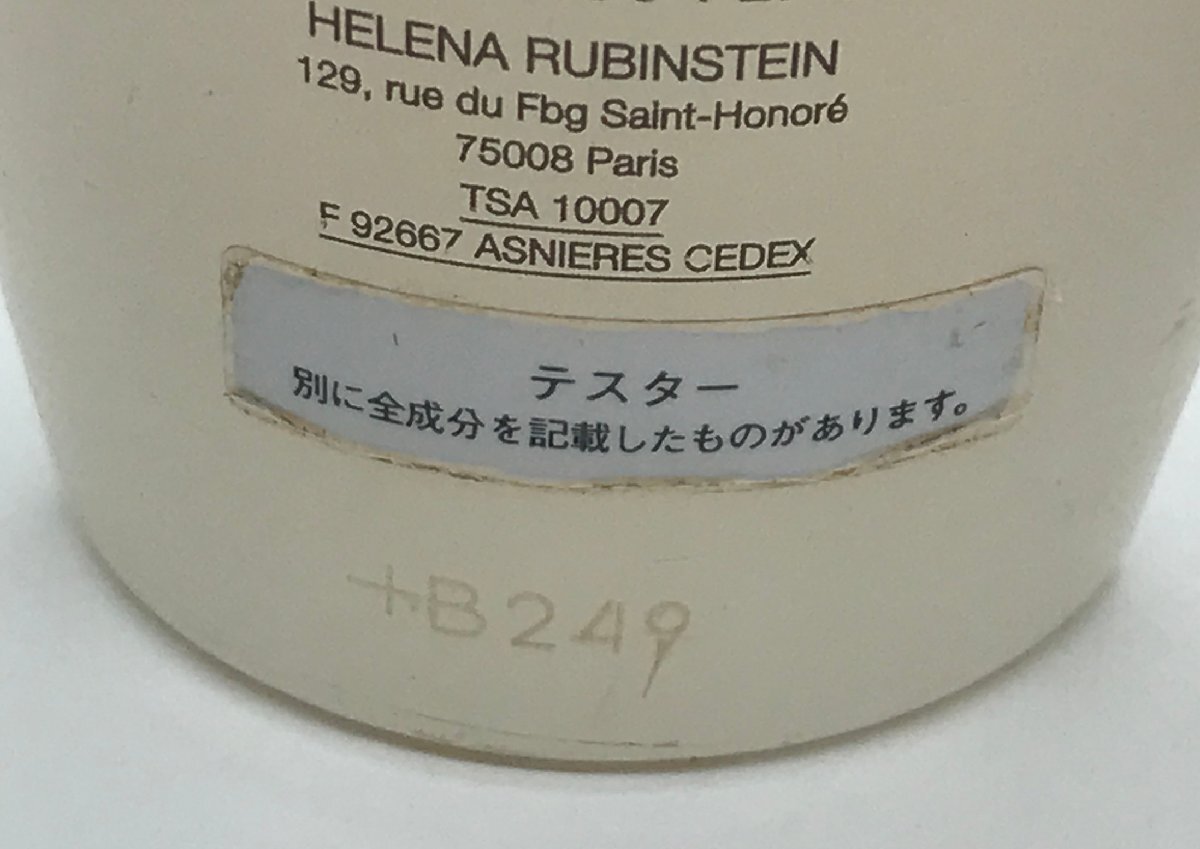 HELENA RUBINSTEIN
129, rue du Fbg Saint-Honoré
75008 Paris
TSA 10007
F 92667 ASNIERES CEDEX
テスター
別に全成分を記載したものがあります。
+B249